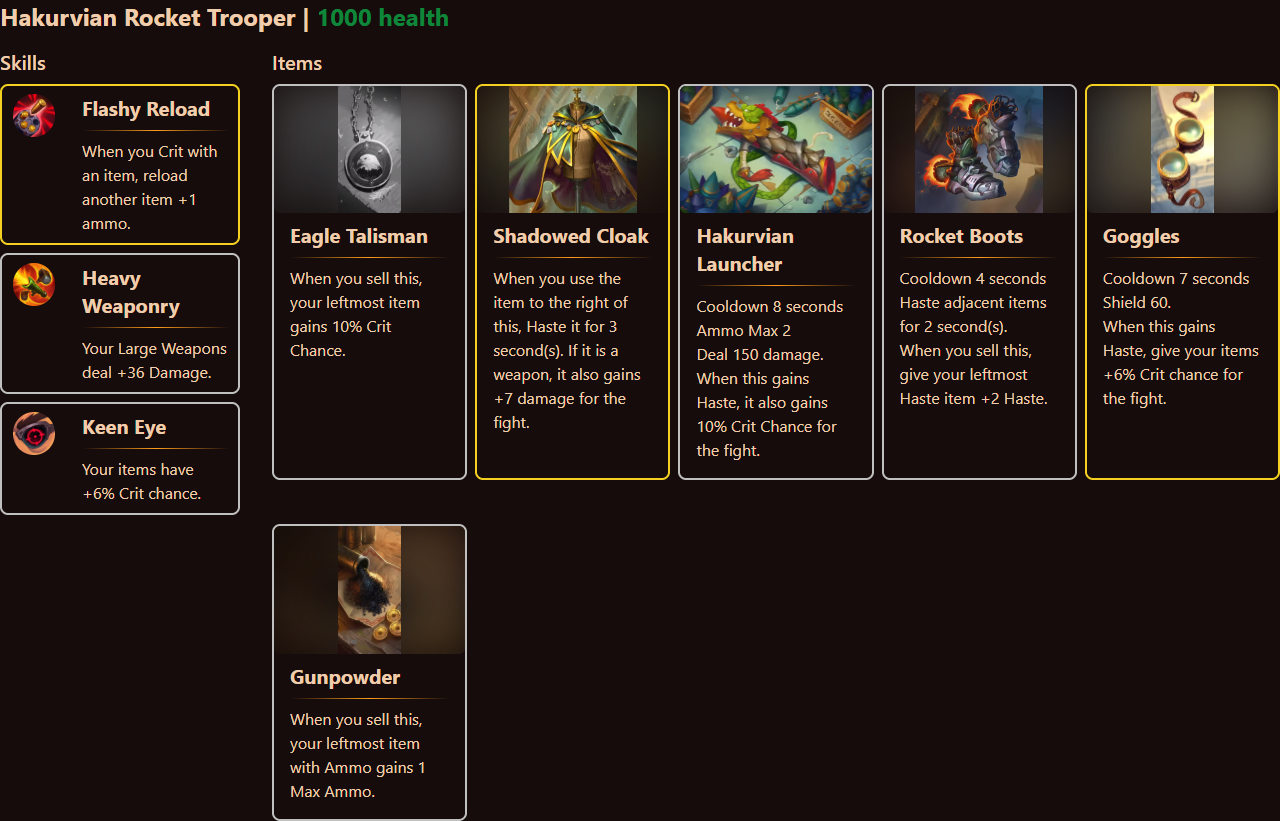 Hakurvian Rocket Trooper | 1000 health
Skills
Flashy Reload
When you Crit with
an item, reload
another item +1
ammo.
Heavy
Weaponry
Your Large Weapons
deal +36 Damage.
Keen Eye
Your items have
+6% Crit chance.
Items
Eagle Talisman
When you sell this,
your leftmost item
gains 10% Crit
Chance.
Shadowed Cloak
When you use the
item to the right of
this, Haste it for 3
second(s). If it is a
weapon, it also gains
+7 damage for the
fight.
Hakurvian
Launcher
Cooldown 8 seconds
Ammo Max 2
Deal 150 damage.
When this gains
Haste, it also gains
10% Crit Chance for
the fight.
Rocket Boots
Cooldown 4 seconds
Haste adjacent items
for 2 second(s).
When you sell this,
give your leftmost
Haste item +2 Haste.
Goggles
Cooldown 7 seconds
Shield 60.
When this gains
Haste, give your items
+6% Crit chance for
the fight.
Gunpowder
When you sell this,
your leftmost item
with Ammo gains 1
Max Ammo.